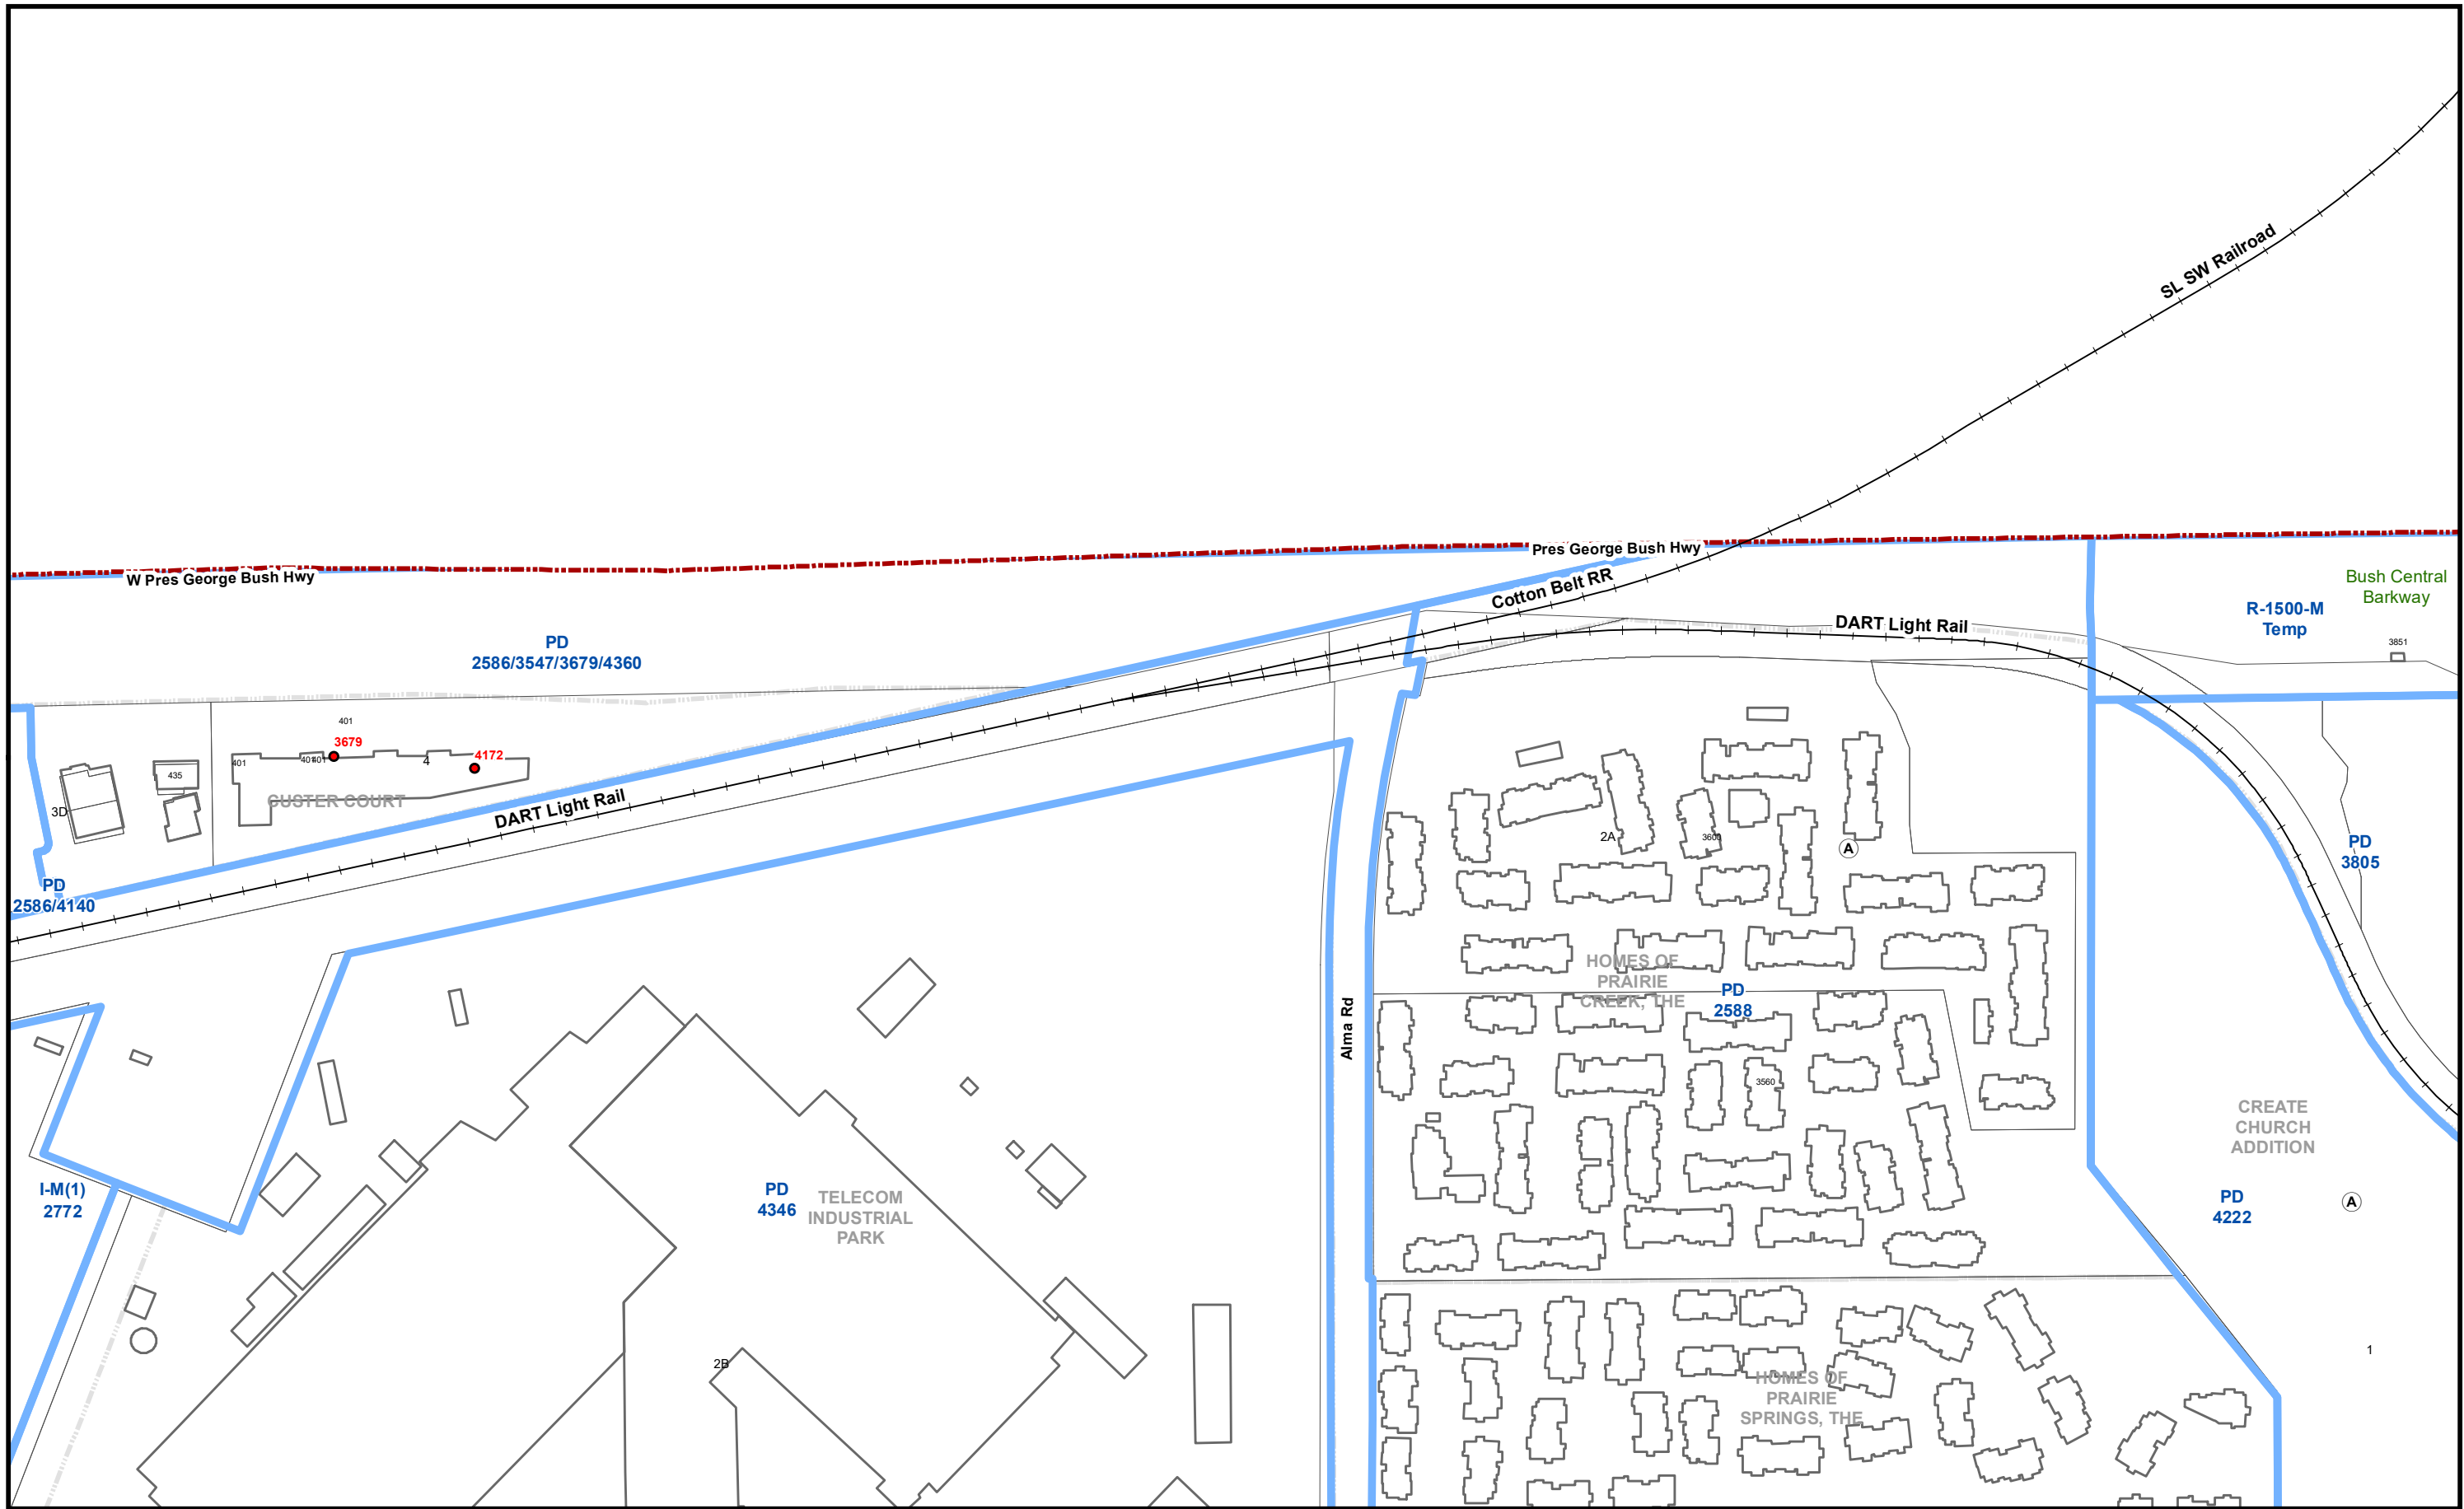 SL SW Railroad
Pres George Bush Hwy
W Pres George Bush Hwy
Cotton Belt RR
Bush Central
Barkway
R-1500-M
Temp
DART Light Rail
3851
PD
2586/3547/3679/4360
401
3679
4172
401
401
4
435
GUSTER COURT
3D
DART Light Rail
PD
2586/4140
2A
3600
A
PD
3805
HOMES OF
PRAIRIE
CREEK, THE
PD
2588
Alma Rd
3560
CREATE
CHURCH
ADDITION
I-M(1)
2772
PD
4346
TELECOM
INDUSTRIAL
PARK
PD
4222
A
1
2B
HOMES OF
PRAIRIE
SPRINGS, THE